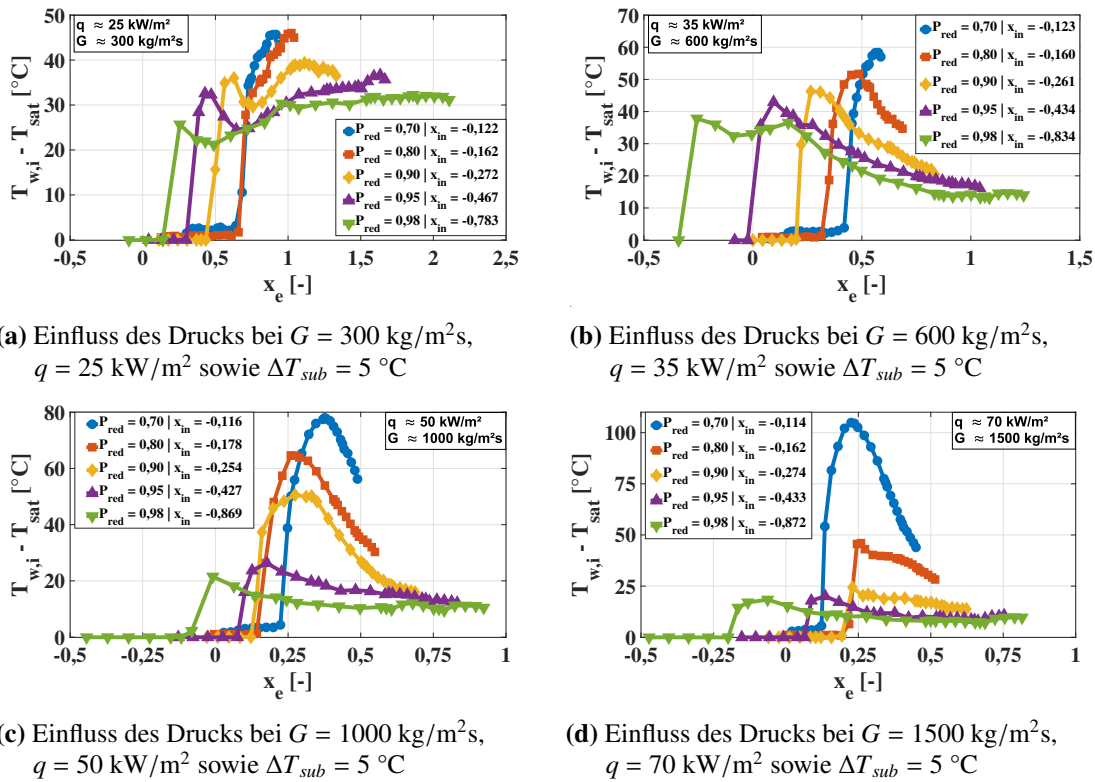 q ≈ 25 kW/m²
G ≈ 300 kg/m²s
T_w,i - T_sat [°C]
50
40
30
20
10
0
P_red = 0,70 | x_in = -0,122
P_red = 0,80 | x_in = -0,162
P_red = 0,90 | x_in = -0,272
P_red = 0,95 | x_in = -0,467
P_red = 0,98 | x_in = -0,783
-0,5 0 0,5 1 1,5 2 2,5
x_e [-]
(a) Einfluss des Drucks bei G = 300 kg/m²s,
q = 25 kW/m² sowie ΔT_sub = 5 °C
q ≈ 35 kW/m²
G ≈ 600 kg/m²s
T_w,i - T_sat [°C]
70
60
50
40
30
20
10
0
P_red = 0,70 | x_in = -0,123
P_red = 0,80 | x_in = -0,160
P_red = 0,90 | x_in = -0,261
P_red = 0,95 | x_in = -0,434
P_red = 0,98 | x_in = -0,834
-0,5 0 0,5 1 1,5
x_e [-]
(b) Einfluss des Drucks bei G = 600 kg/m²s,
q = 35 kW/m² sowie ΔT_sub = 5 °C
T_w,i - T_sat [°C]
80
60
40
20
0
P_red = 0,70 | x_in = -0,116
P_red = 0,80 | x_in = -0,178
P_red = 0,90 | x_in = -0,254
P_red = 0,95 | x_in = -0,427
P_red = 0,98 | x_in = -0,869
q ≈ 50 kW/m²
G ≈ 1000 kg/m²s
-0,5 -0,25 0 0,25 0,5 0,75 1
x_e [-]
(c) Einfluss des Drucks bei G = 1000 kg/m²s,
q = 50 kW/m² sowie ΔT_sub = 5 °C
T_w,i - T_sat [°C]
100
75
50
25
0
P_red = 0,70 | x_in = -0,114
P_red = 0,80 | x_in = -0,162
P_red = 0,90 | x_in = -0,274
P_red = 0,95 | x_in = -0,433
P_red = 0,98 | x_in = -0,872
q ≈ 70 kW/m²
G ≈ 1500 kg/m²s
-0,5 -0,25 0 0,25 0,5 0,75 1
x_e [-]
(d) Einfluss des Drucks bei G = 1500 kg/m²s,
q = 70 kW/m² sowie ΔT_sub = 5 °C